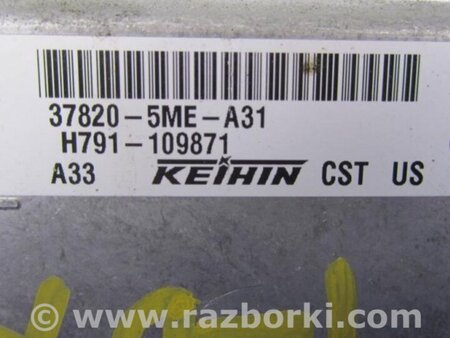 37820-5ME-A31
H791-109871
A33 KEIHIN CST US
www.razborki.com